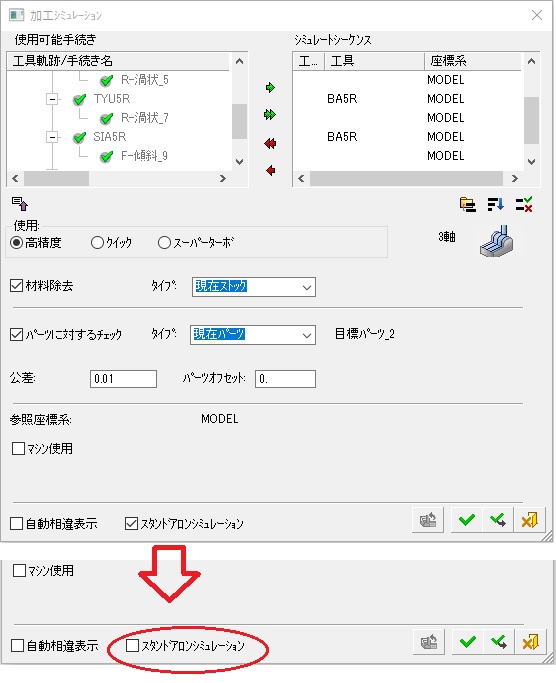 加工シミュレーション
使用可能手続き
シミュレートシーケンス
工具軌跡/手続き名
工... 工具 座標系
R-渦状_5
MODEL
TYU5R
BA5R MODEL
R-渦状_7
MODEL
SIA5R
BA5R MODEL
F-傾斜_9
MODEL
使用:
高精度 クイック スーパーターボ
3軸
材料除去 タイプ: 現在ストック
パーツに対するチェック タイプ: 現在パーツ 目標パーツ_2
公差: 0.01 パーツオフセット: 0.
参照座標系: MODEL
マシン使用
自動相違表示 スタンドアロンシミュレーション
マシン使用
自動相違表示 スタンドアロンシミュレーション